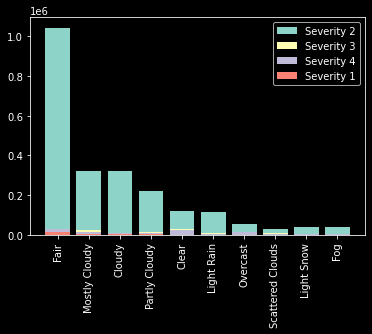 1e6
1.0
0.8
0.6
0.4
0.2
0.0
Severity 2
Severity 3
Severity 4
Severity 1
Fair
Mostly Cloudy
Cloudy
Partly Cloudy
Clear
Light Rain
Overcast
Scattered Clouds
Light Snow
Fog